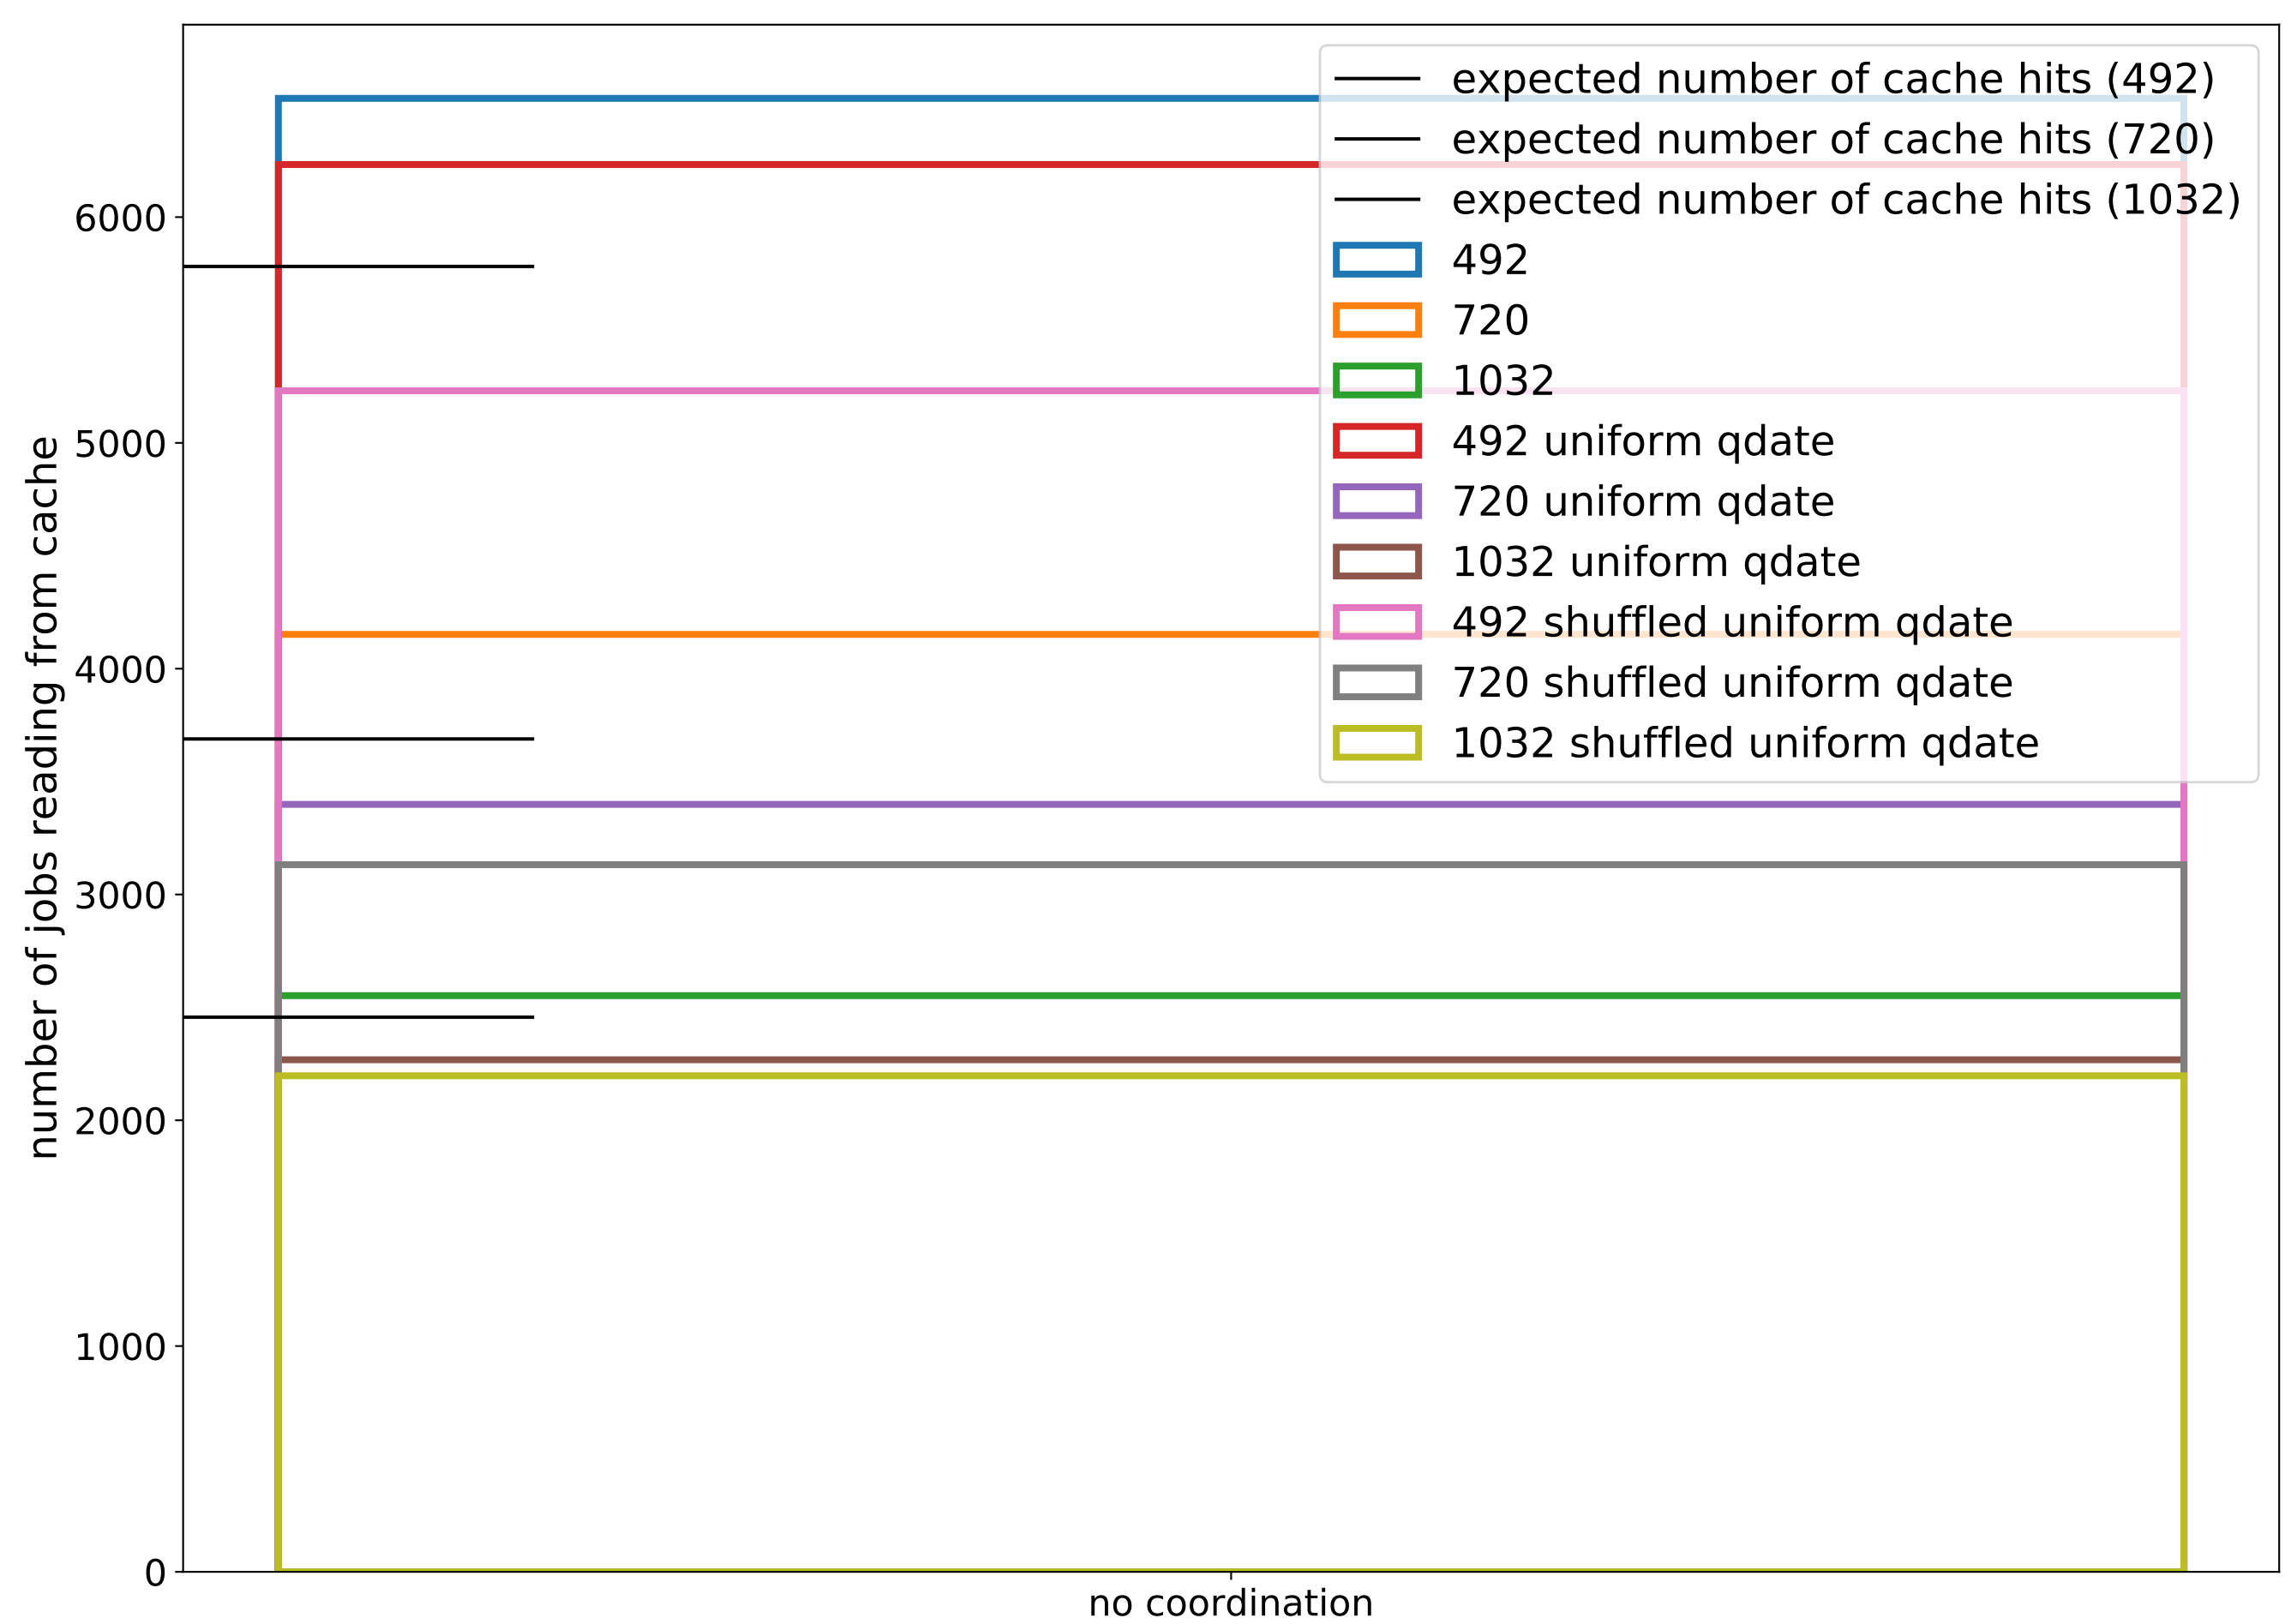 expected number of cache hits (492)
expected number of cache hits (720)
expected number of cache hits (1032)
492
720
1032
492 uniform qdate
720 uniform qdate
1032 uniform qdate
492 shuffled uniform qdate
720 shuffled uniform qdate
1032 shuffled uniform qdate
number of jobs reading from cache
6000
5000
4000
3000
2000
1000
0
no coordination